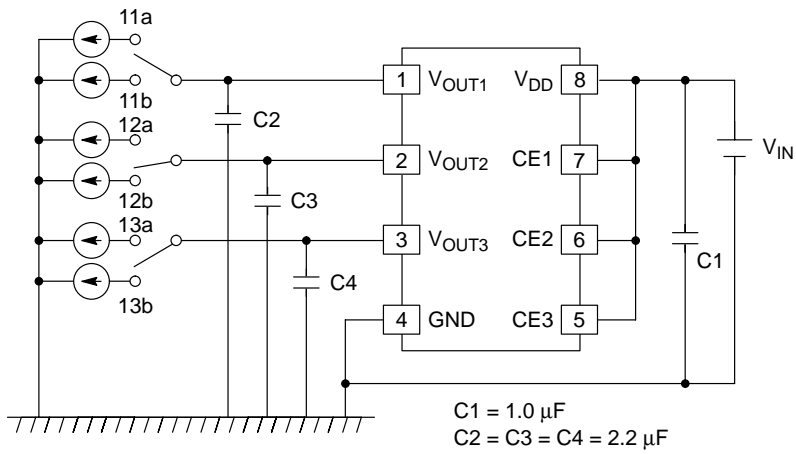 11a
11b
12a
12b
13a
13b
C2
C3
C4
1 VOUT1
2 VOUT2
3 VOUT3
4 GND
VDD 8
CE1 7
CE2 6
CE3 5
C1
VIN
C1 = 1.0 μF
C2 = C3 = C4 = 2.2 μF